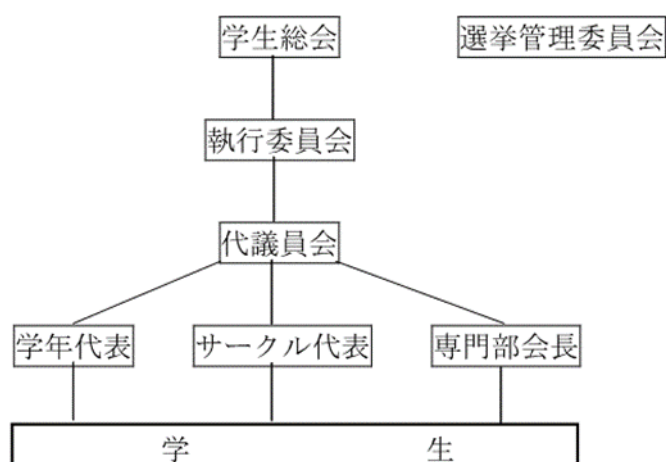 学生総会 選挙管理委員会
執行委員会
代議員会
学年代表 サークル代表 専門部会長
学 生